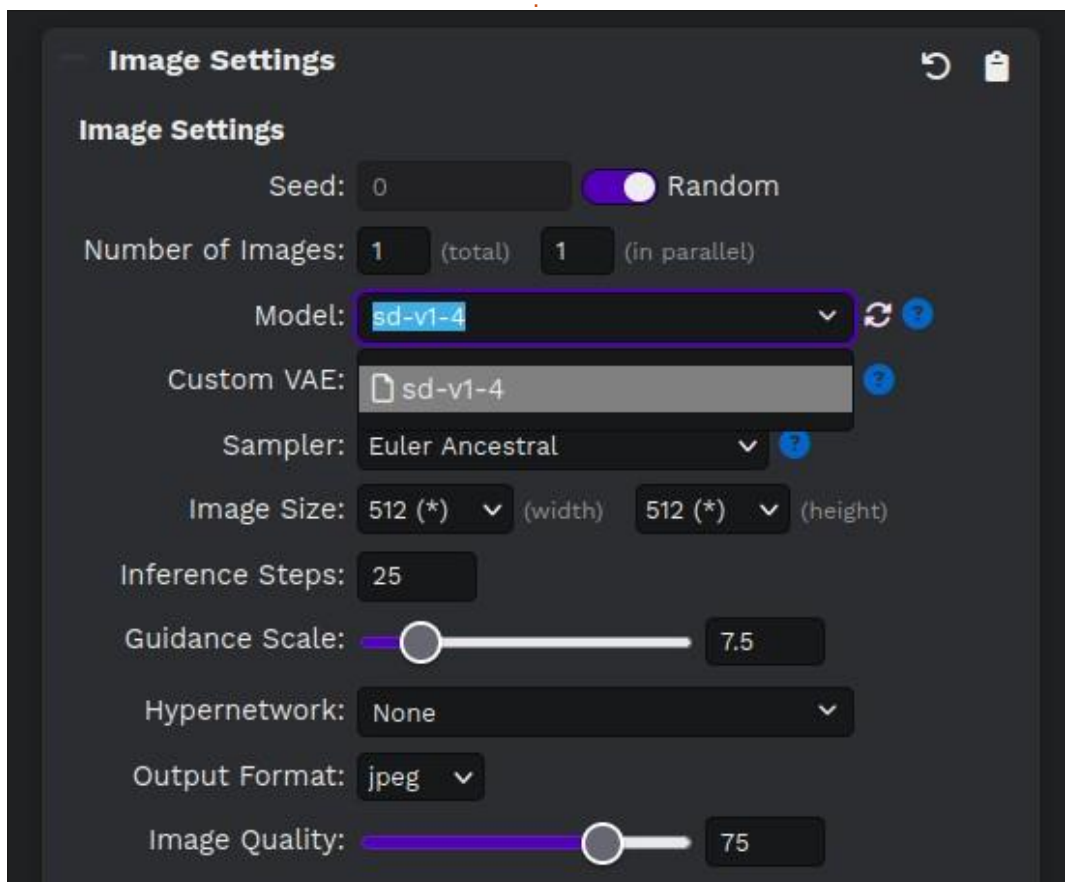 Image Settings
Image Settings
Seed: 0 Random
Number of Images: 1 (total) 1 (in parallel)
Model: sd-v1-4 ?
Custom VAE: sd-v1-4 ?
Sampler: Euler Ancestral ?
Image Size: 512 (*) (width) 512 (*) (height)
Inference Steps: 25
Guidance Scale: 7.5
Hypernetwork: None
Output Format: jpeg
Image Quality: 75